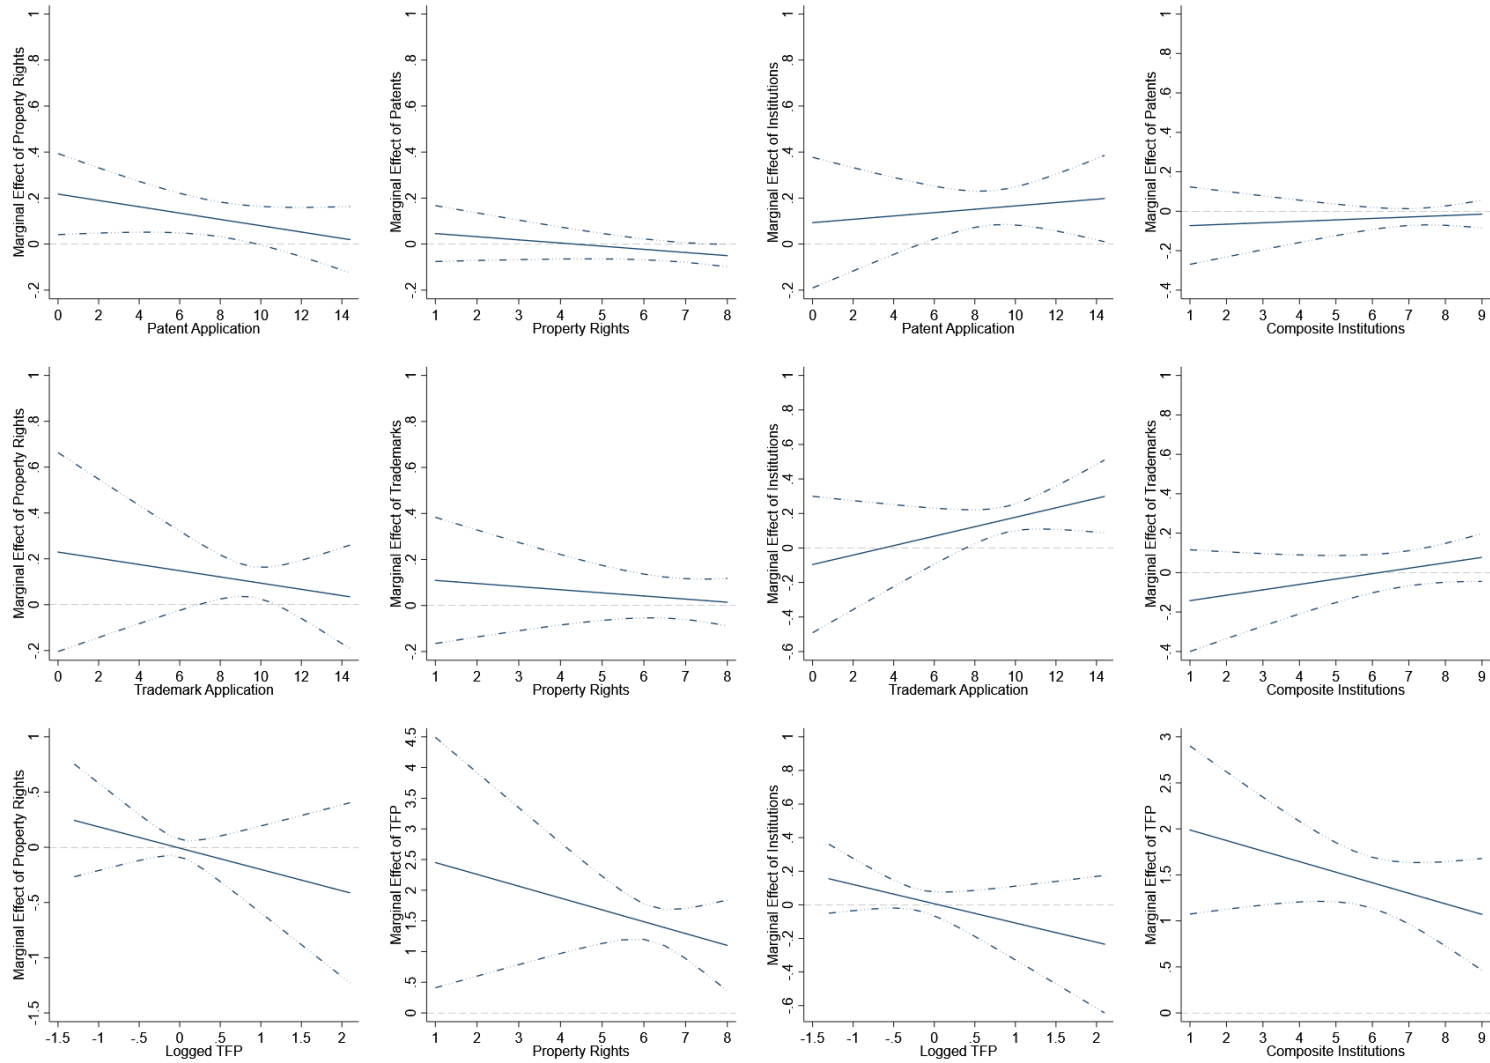 Marginal Effect of Property Rights
-.2 0 .2 .4 .6 .8 1
0 2 4 6 8 10 12 14
Patent Application
Marginal Effect of Patents
-.2 0 .2 .4 .6 .8 1
1 2 3 4 5 6 7 8
Property Rights
Marginal Effect of Institutions
-.2 0 .2 .4 .6 .8 1
0 2 4 6 8 10 12 14
Patent Application
Marginal Effect of Patents
-.4 -.2 0 .2 .4 .6 .8 1
1 2 3 4 5 6 7 8 9
Composite Institutions
Marginal Effect of Property Rights
-.2 0 .2 .4 .6 .8 1
0 2 4 6 8 10 12 14
Trademark Application
Marginal Effect of Trademarks
-.2 0 .2 .4 .6 .8 1
1 2 3 4 5 6 7 8
Property Rights
Marginal Effect of Institutions
-.6 -.4 -.2 0 .2 .4 .6 .8 1
0 2 4 6 8 10 12 14
Trademark Application
Marginal Effect of Trademarks
-.4 -.2 0 .2 .4 .6 .8 1
1 2 3 4 5 6 7 8 9
Composite Institutions
Marginal Effect of Property Rights
-1.5 -1 -.5 0 .5 1
-1.5 -1 -.5 0 .5 1 1.5 2
Logged TFP
Marginal Effect of TFP
0 .5 1 1.5 2 2.5 3 3.5 4 4.5
1 2 3 4 5 6 7 8
Property Rights
Marginal Effect of Institutions
-.6 -.4 -.2 0 .2 .4 .6 .8 1
-1.5 -1 -.5 0 .5 1 1.5 2
Logged TFP
Marginal Effect of TFP
0 .5 1 1.5 2 2.5 3
1 2 3 4 5 6 7 8 9
Composite Institutions